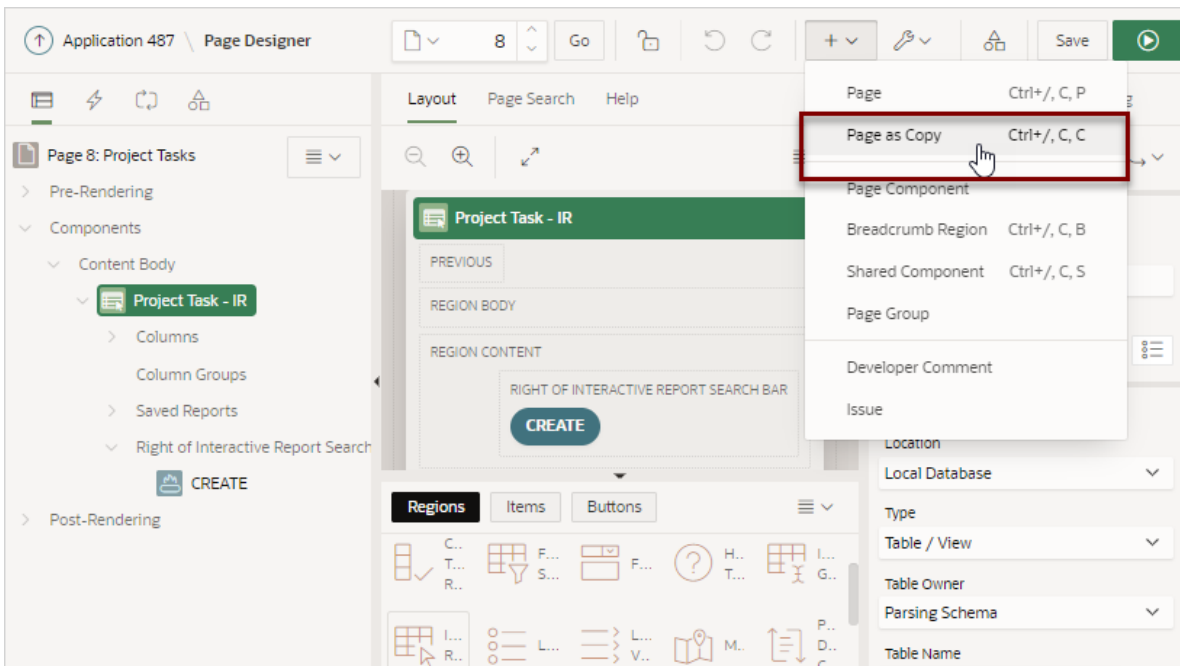 Application 487 \ Page Designer
8
Go
+
Save
Page Ctrl+/, C, P
Page as Copy Ctrl+/, C, C
Page Component
Breadcrumb Region Ctrl+/, C, B
Shared Component Ctrl+/, C, S
Page Group
Developer Comment
Issue
Page 8: Project Tasks
Pre-Rendering
Components
Content Body
Project Task - IR
Columns
Column Groups
Saved Reports
Right of Interactive Report Search
CREATE
Post-Rendering
Layout Page Search Help
Project Task - IR
PREVIOUS
REGION BODY
REGION CONTENT
RIGHT OF INTERACTIVE REPORT SEARCH BAR
CREATE
Regions Items Buttons
C..
T...
R..
F...
S...
F...
H..
T...
I...
G..
I...
R..
L...
L...
V..
M..
P..
D..
Location
Local Database
Type
Table / View
Table Owner
Parsing Schema
Table Name